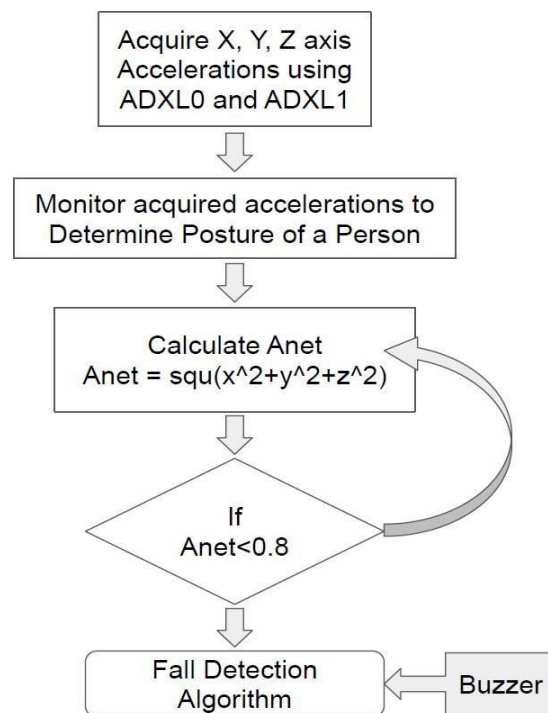 Acquire X, Y, Z axis
Accelerations using
ADXL0 and ADXL1
Monitor acquired accelerations to
Determine Posture of a Person
Calculate Anet
Anet = squ(x^2+y^2+z^2)
If
Anet<0.8
Fall Detection
Algorithm
Buzzer